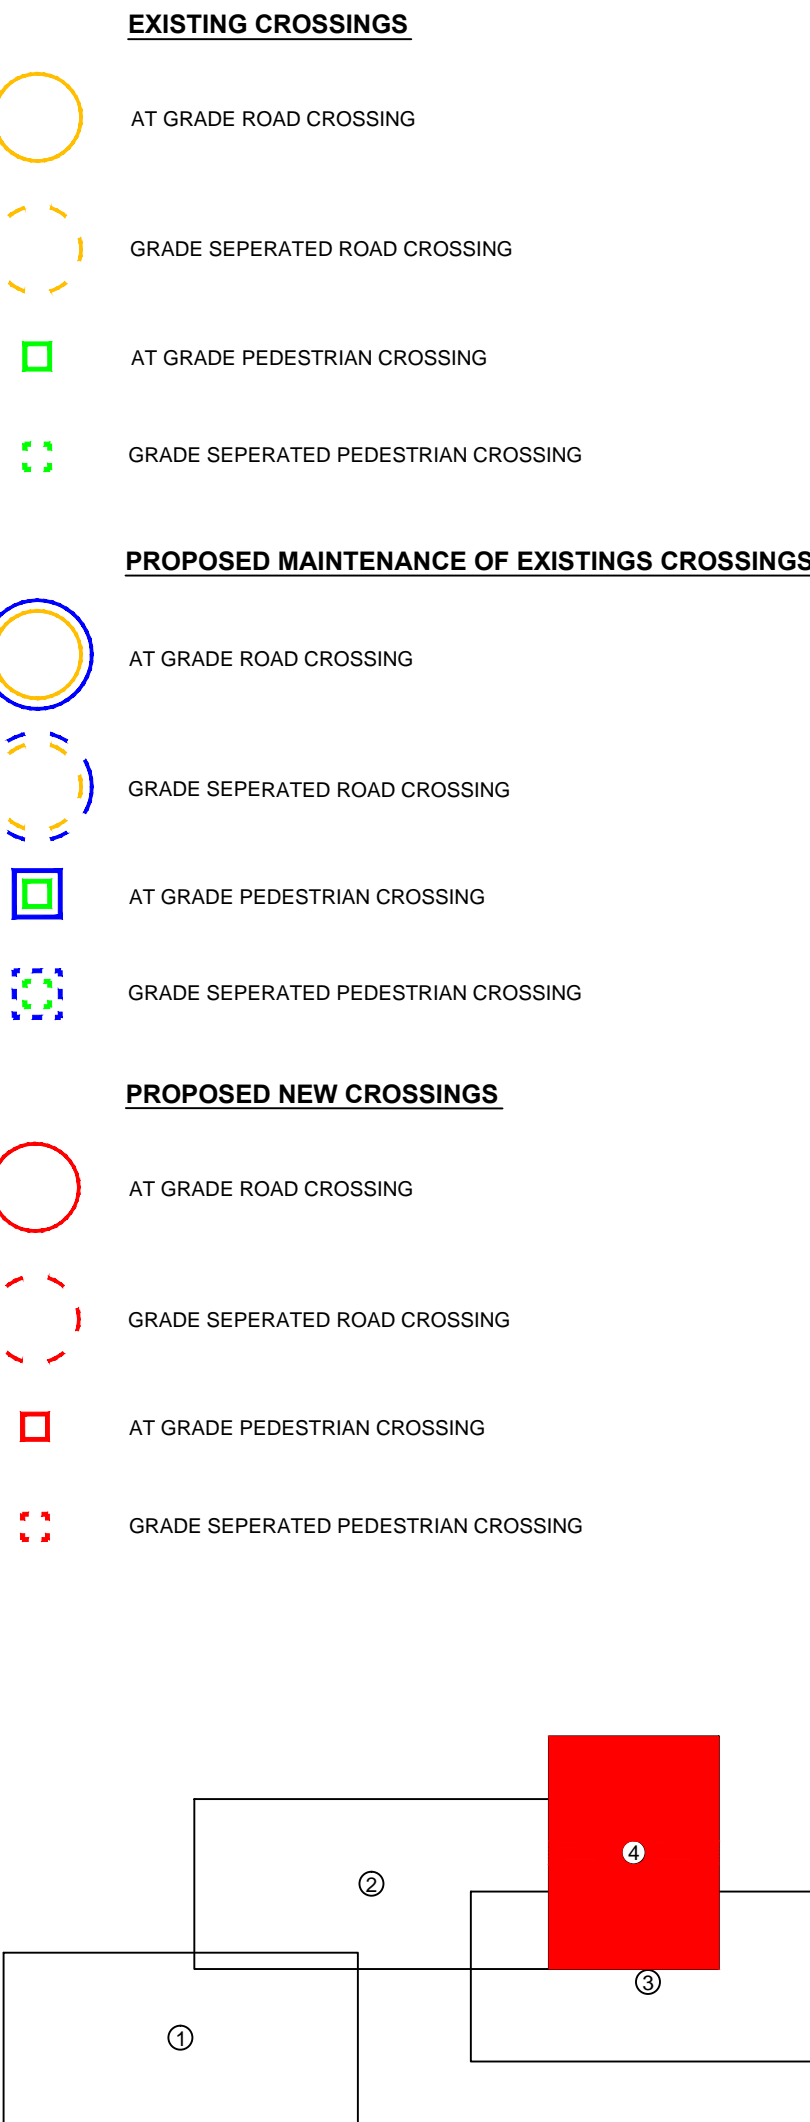 EXISTING CROSSINGS
AT GRADE ROAD CROSSING
GRADE SEPERATED ROAD CROSSING
AT GRADE PEDESTRIAN CROSSING
GRADE SEPERATED PEDESTRIAN CROSSING
PROPOSED MAINTENANCE OF EXISTINGS CROSSINGS
AT GRADE ROAD CROSSING
GRADE SEPERATED ROAD CROSSING
AT GRADE PEDESTRIAN CROSSING
GRADE SEPERATED PEDESTRIAN CROSSING
PROPOSED NEW CROSSINGS
AT GRADE ROAD CROSSING
GRADE SEPERATED ROAD CROSSING
AT GRADE PEDESTRIAN CROSSING
GRADE SEPERATED PEDESTRIAN CROSSING
4
2
3
1